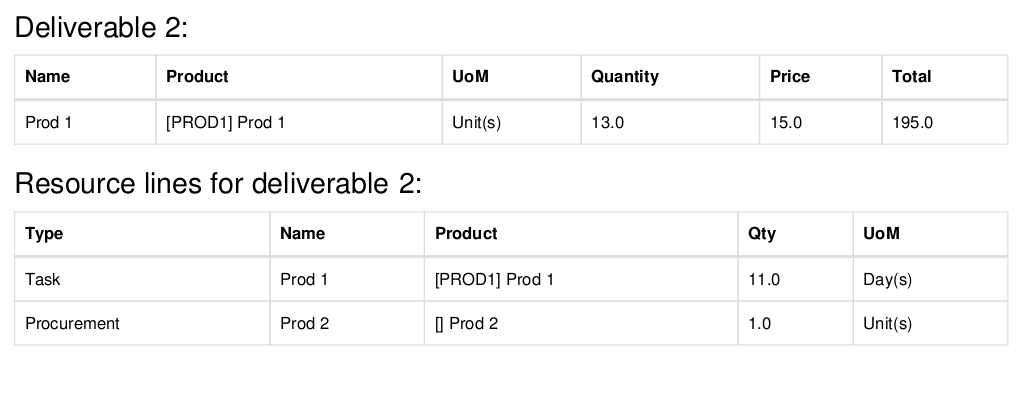 Deliverable 2:
Name Product UoM Quantity Price Total
Prod 1 [PROD1] Prod 1 Unit(s) 13.0 15.0 195.0
Resource lines for deliverable 2:
Type Name Product Qty UoM
Task Prod 1 [PROD1] Prod 1 11.0 Day(s)
Procurement Prod 2 [] Prod 2 1.0 Unit(s)